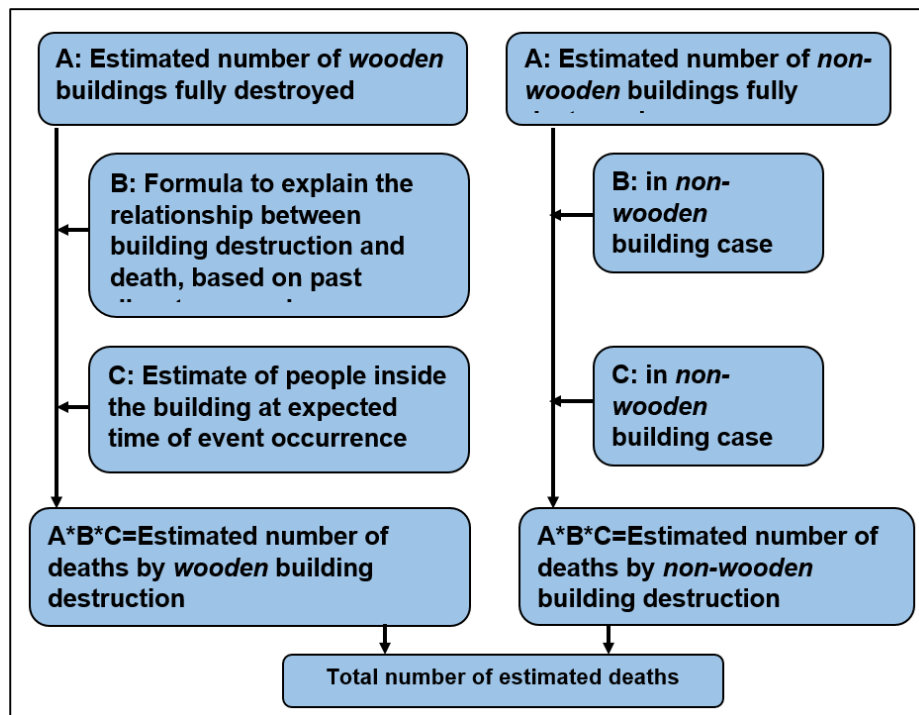 A: Estimated number of wooden
buildings fully destroyed
A: Estimated number of non-
wooden buildings fully
B: Formula to explain the
relationship between
building destruction and
death, based on past
B: in non-
wooden
building case
C: Estimate of people inside
the building at expected
time of event occurrence
C: in non-
wooden
building case
A*B*C=Estimated number of
deaths by wooden building
destruction
A*B*C=Estimated number of
deaths by non-wooden
building destruction
Total number of estimated deaths